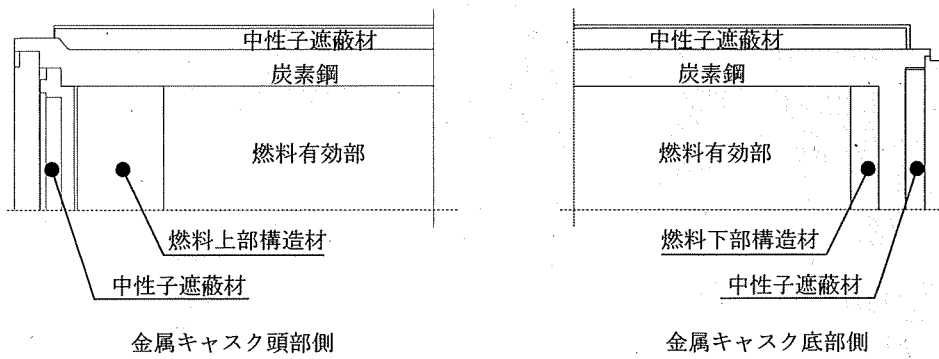 中性子遮蔽材
中性子遮蔽材
炭素鋼
炭素鋼
燃料有効部
燃料有効部
燃料上部構造材
燃料下部構造材
中性子遮蔽材
中性子遮蔽材
金属キャスク頭部側
金属キャスク底部側